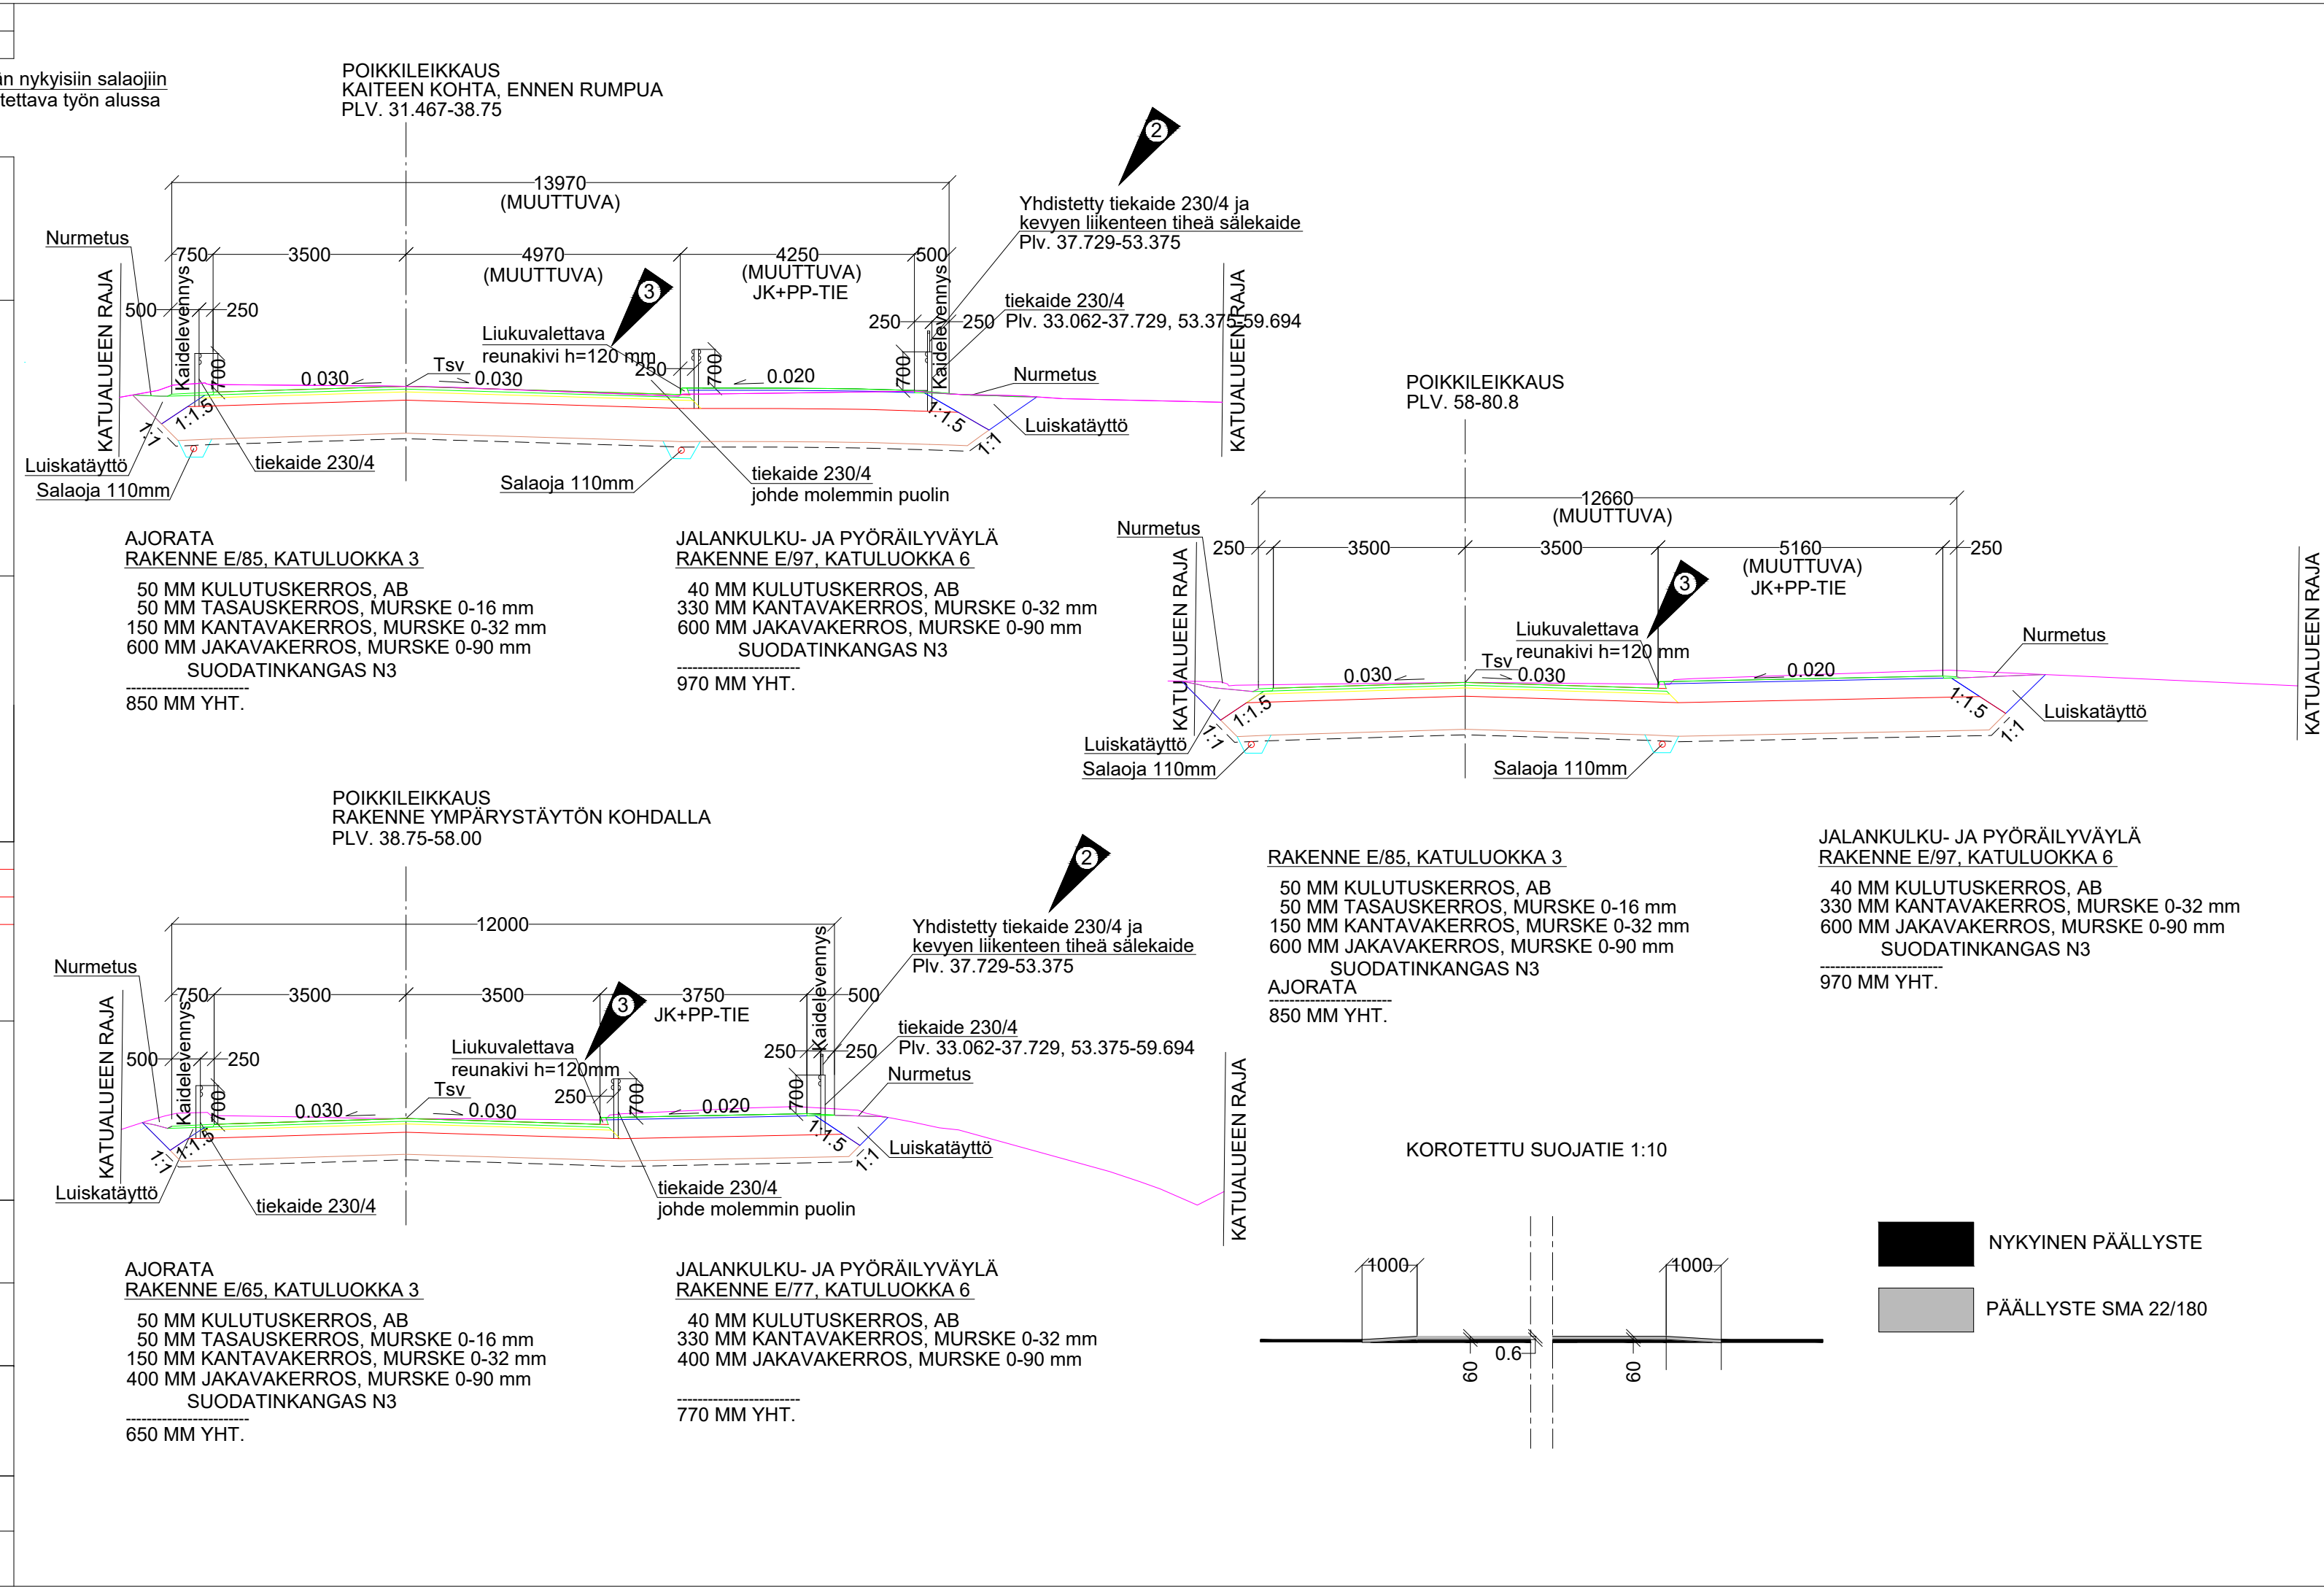 än nykyisiin salaojiin
tettava työn alussa
POIKKILEIKKAUS
KAITEEN KOHTA, ENNEN RUMPUA
PLV. 31.467-38.75
13970
(MUUTTUVA)
Nurmetus
750
3500
4970
(MUUTTUVA)
4250
(MUUTTUVA)
JK+PP-TIE
500
2
Yhdistetty tiekaide 230/4 ja
kevyen liikenteen tiheä sälekaide
Plv. 37.729-53.375
KATUALUEEN RAJA
Kaidelevennys
500
250
700
3
Liukuvalettava
reunakivi h=120 mm
250
700
250
250
700
Kaidelevennys
tiekaide 230/4
Plv. 33.062-37.729, 53.375-59.694
KATUALUEEN RAJA
0.030
Tsv
0.030
0.020
Nurmetus
1:1
1:1.5
1:1.5
1:1
Luiskatäyttö
Luiskatäyttö
Salaoja 110mm
tiekaide 230/4
Salaoja 110mm
tiekaide 230/4
johde molemmin puolin
AJORATA
RAKENNE E/85, KATULUOKKA 3
50 MM KULUTUSKERROS, AB
50 MM TASAUSKERROS, MURSKE 0-16 mm
150 MM KANTAVAKERROS, MURSKE 0-32 mm
600 MM JAKAVAKERROS, MURSKE 0-90 mm
SUODATINKANGAS N3
------------------------
850 MM YHT.
JALANKULKU- JA PYÖRÄILYVÄYLÄ
RAKENNE E/97, KATULUOKKA 6
40 MM KULUTUSKERROS, AB
330 MM KANTAVAKERROS, MURSKE 0-32 mm
600 MM JAKAVAKERROS, MURSKE 0-90 mm
SUODATINKANGAS N3
------------------------
970 MM YHT.
POIKKILEIKKAUS
PLV. 58-80.8
12660
(MUUTTUVA)
Nurmetus
250
3500
3500
5160
(MUUTTUVA)
JK+PP-TIE
250
KATUALUEEN RAJA
3
Liukuvalettava
reunakivi h=120 mm
0.030
Tsv
0.030
0.020
Nurmetus
KATUALUEEN RAJA
1:1
1:1.5
1:1.5
1:1
Luiskatäyttö
Luiskatäyttö
Salaoja 110mm
Salaoja 110mm
RAKENNE E/85, KATULUOKKA 3
50 MM KULUTUSKERROS, AB
50 MM TASAUSKERROS, MURSKE 0-16 mm
150 MM KANTAVAKERROS, MURSKE 0-32 mm
600 MM JAKAVAKERROS, MURSKE 0-90 mm
SUODATINKANGAS N3
AJORATA
------------------------
850 MM YHT.
JALANKULKU- JA PYÖRÄILYVÄYLÄ
RAKENNE E/97, KATULUOKKA 6
40 MM KULUTUSKERROS, AB
330 MM KANTAVAKERROS, MURSKE 0-32 mm
600 MM JAKAVAKERROS, MURSKE 0-90 mm
SUODATINKANGAS N3
------------------------
970 MM YHT.
POIKKILEIKKAUS
RAKENNE YMPÄRYSTÄYTÖN KOHDALLA
PLV. 38.75-58.00
12000
Nurmetus
750
3500
3500
3750
JK+PP-TIE
500
2
Yhdistetty tiekaide 230/4 ja
kevyen liikenteen tiheä sälekaide
Plv. 37.729-53.375
KATUALUEEN RAJA
Kaidelevennys
500
250
700
3
Liukuvalettava
reunakivi h=120mm
250
700
Kaidelevennys
250
250
700
tiekaide 230/4
Plv. 33.062-37.729, 53.375-59.694
Nurmetus
KATUALUEEN RAJA
0.030
Tsv
0.030
0.020
1:1
1:1.5
1:1.5
1:1
Luiskatäyttö
Luiskatäyttö
tiekaide 230/4
tiekaide 230/4
johde molemmin puolin
AJORATA
RAKENNE E/65, KATULUOKKA 3
50 MM KULUTUSKERROS, AB
50 MM TASAUSKERROS, MURSKE 0-16 mm
150 MM KANTAVAKERROS, MURSKE 0-32 mm
400 MM JAKAVAKERROS, MURSKE 0-90 mm
SUODATINKANGAS N3
------------------------
650 MM YHT.
JALANKULKU- JA PYÖRÄILYVÄYLÄ
RAKENNE E/77, KATULUOKKA 6
40 MM KULUTUSKERROS, AB
330 MM KANTAVAKERROS, MURSKE 0-32 mm
400 MM JAKAVAKERROS, MURSKE 0-90 mm
------------------------
770 MM YHT.
KOROTETTU SUOJATIE 1:10
1000
1000
60
0.6
60
NYKYINEN PÄÄLLYSTE
PÄÄLLYSTE SMA 22/180